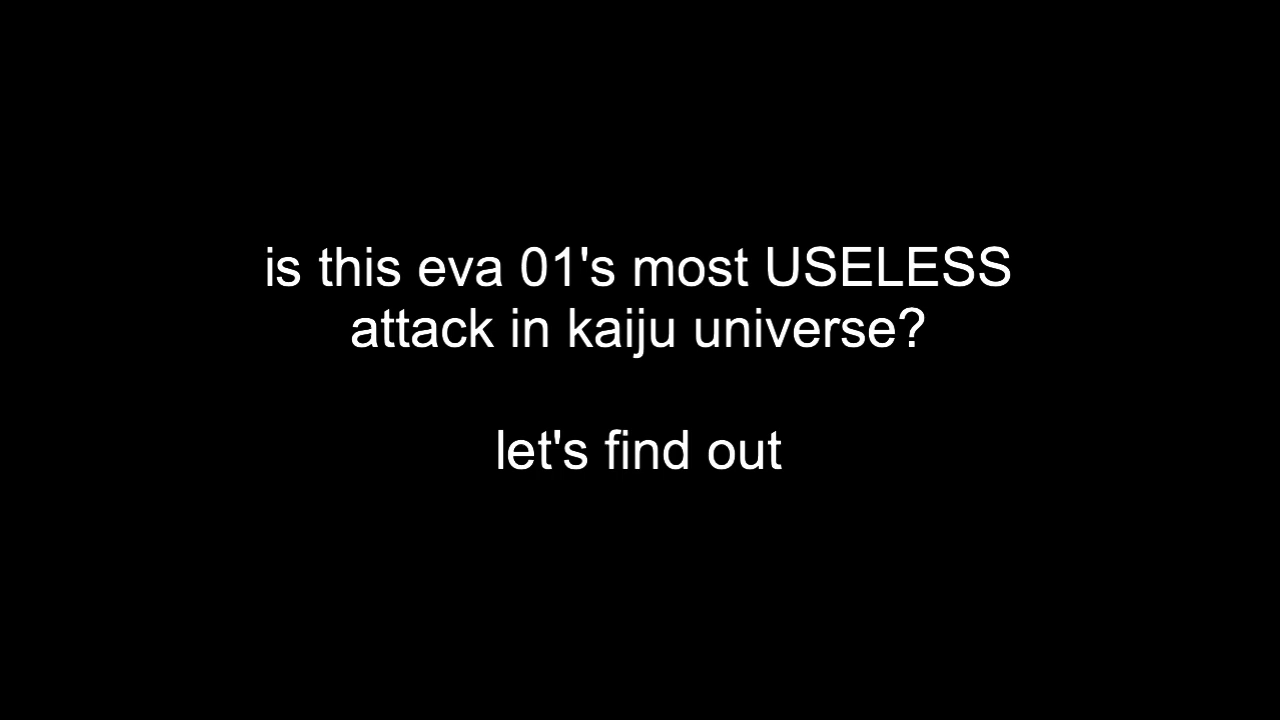 is this eva 01's most USELESS
attack in kaiju universe?
let's find out